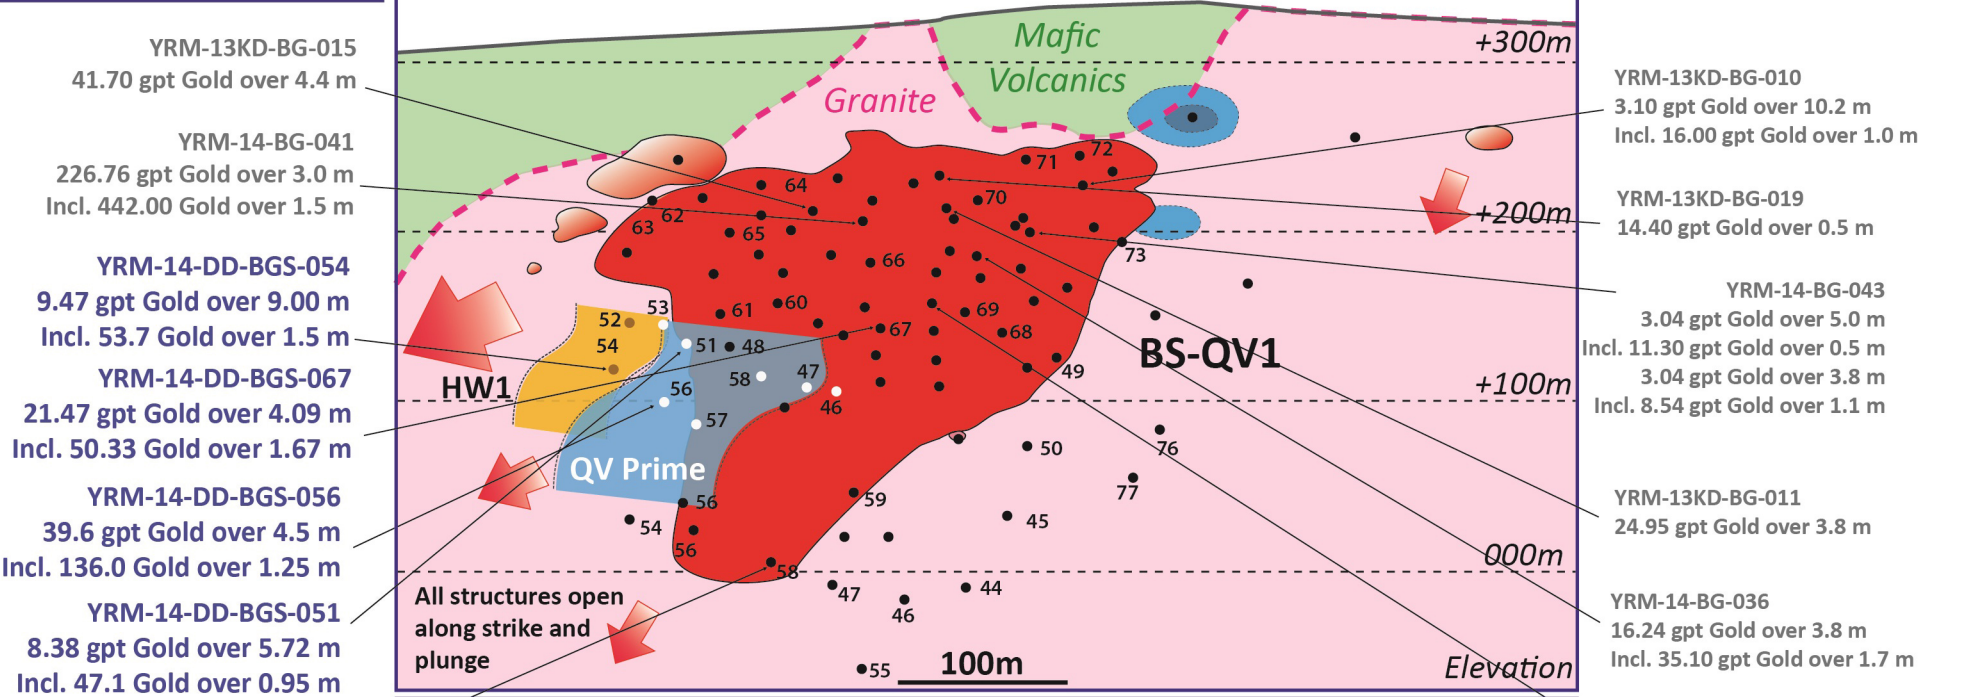 YRM-13KD-BG-015
41.70 gpt Gold over 4.4 m
YRM-14-BG-041
226.76 gpt Gold over 3.0 m
Incl. 442.00 Gold over 1.5 m
YRM-14-DD-BGS-054
9.47 gpt Gold over 9.00 m
Incl. 53.7 Gold over 1.5 m
YRM-14-DD-BGS-067
21.47 gpt Gold over 4.09 m
Incl. 50.33 Gold over 1.67 m
YRM-14-DD-BGS-056
39.6 gpt Gold over 4.5 m
Incl. 136.0 Gold over 1.25 m
YRM-14-DD-BGS-051
8.38 gpt Gold over 5.72 m
Incl. 47.1 Gold over 0.95 m
Mafic
Volcanics
Granite
+300m
+200m
+100m
000m
Elevation
72
71
64
70
62
63
65
73
66
53
61
60
69
52
67
68
54
51
48
58
47
49
HW1
BS-QV1
56
46
57
50
76
QV Prime
77
56
59
54
45
56
58
47
44
46
55
All structures open
along strike and
plunge
100m
YRM-13KD-BG-010
3.10 gpt Gold over 10.2 m
Incl. 16.00 gpt Gold over 1.0 m
YRM-13KD-BG-019
14.40 gpt Gold over 0.5 m
YRM-14-BG-043
3.04 gpt Gold over 5.0 m
Incl. 11.30 gpt Gold over 0.5 m
3.04 gpt Gold over 3.8 m
Incl. 8.54 gpt Gold over 1.1 m
YRM-13KD-BG-011
24.95 gpt Gold over 3.8 m
YRM-14-BG-036
16.24 gpt Gold over 3.8 m
Incl. 35.10 gpt Gold over 1.7 m